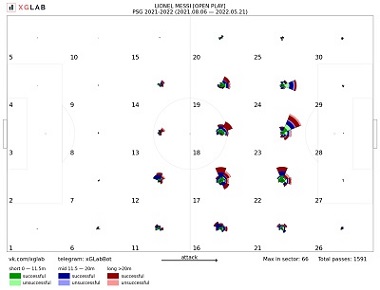 XGLAB
LIONEL MESSI [OPEN PLAY]
PSG 2021-2022 (2021.08.06 — 2022.05.21)
5 10 15 20 25 30
4 9 14 19 24 29
3 8 13 18 23 28
2 7 12 17 22 27
1 6 11 16 21 26
vk.com/xglab telegram: xGLabBot attack Max in sector: 66 Total passes: 1591
short 0 — 11.5m mid 11.5 — 20m long >20m
successful successful successful
unsuccessful unsuccessful unsuccessful